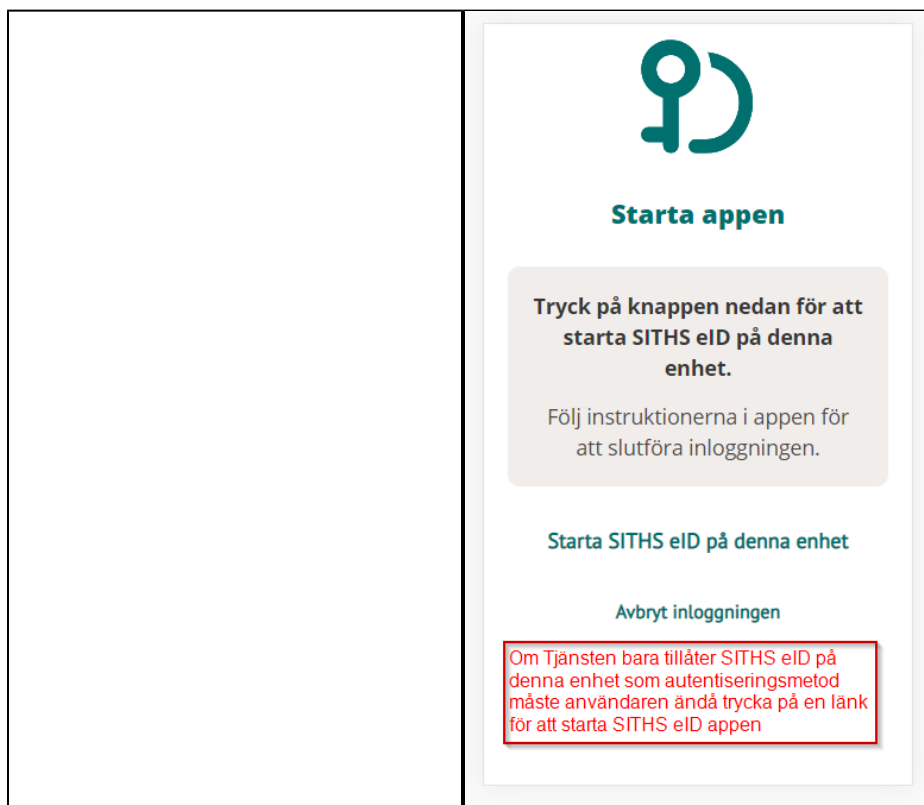 Starta appen
Tryck på knappen nedan för att
starta SITHS eID på denna
enhet.
Följ instruktionerna i appen för
att slutföra inloggningen.
Starta SITHS eID på denna enhet
Avbryt inloggningen
Om Tjänsten bara tillåter SITHS eID på
denna enhet som autentiseringsmetod
måste användaren ändå trycka på en länk
för att starta SITHS eID appen